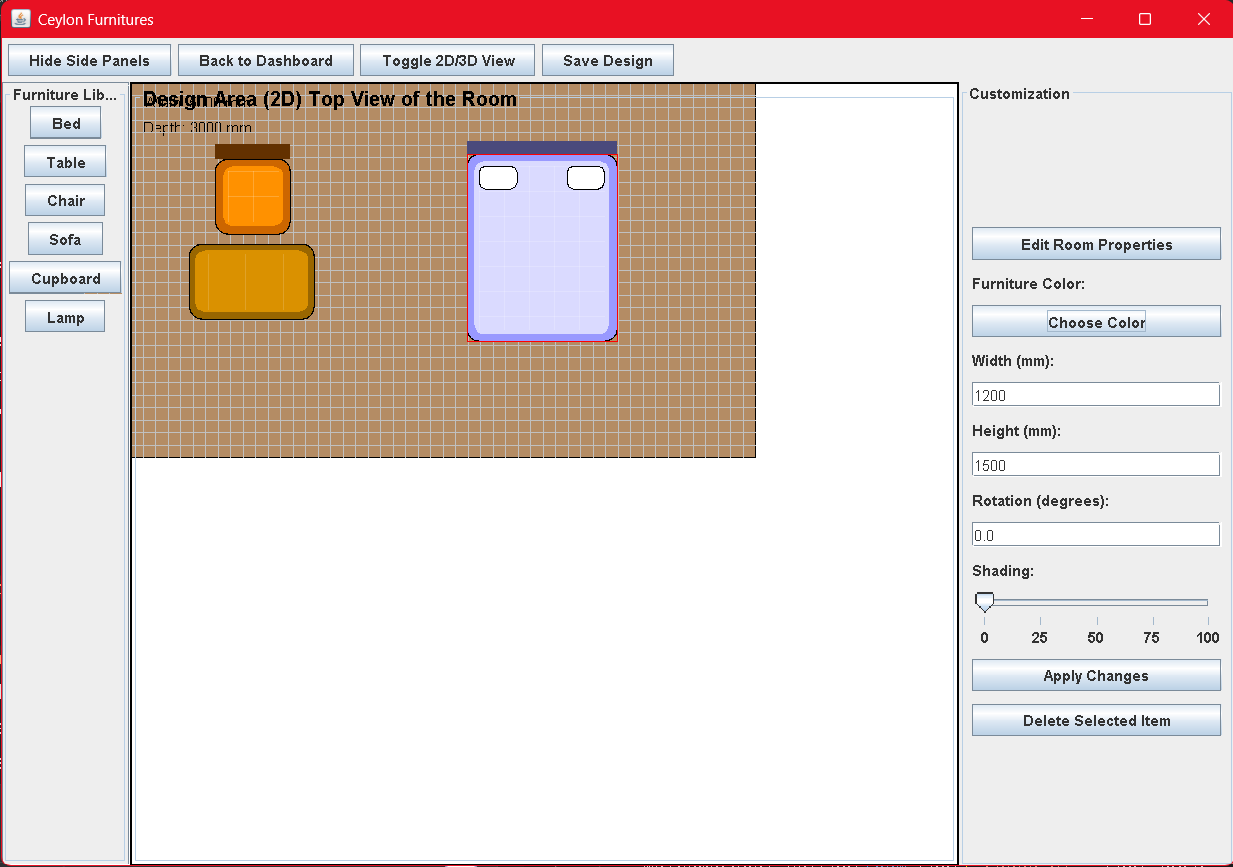 Ceylon Furnitures
Hide Side Panels
Back to Dashboard
Toggle 2D/3D View
Save Design
Furniture Lib...
Bed
Table
Chair
Sofa
Cupboard
Lamp
Design Area (2D) Top View of the Room
Depth: 3000 mm
Customization
Edit Room Properties
Furniture Color:
Choose Color
Width (mm):
1200
Height (mm):
1500
Rotation (degrees):
0.0
Shading:
0 25 50 75 100
Apply Changes
Delete Selected Item